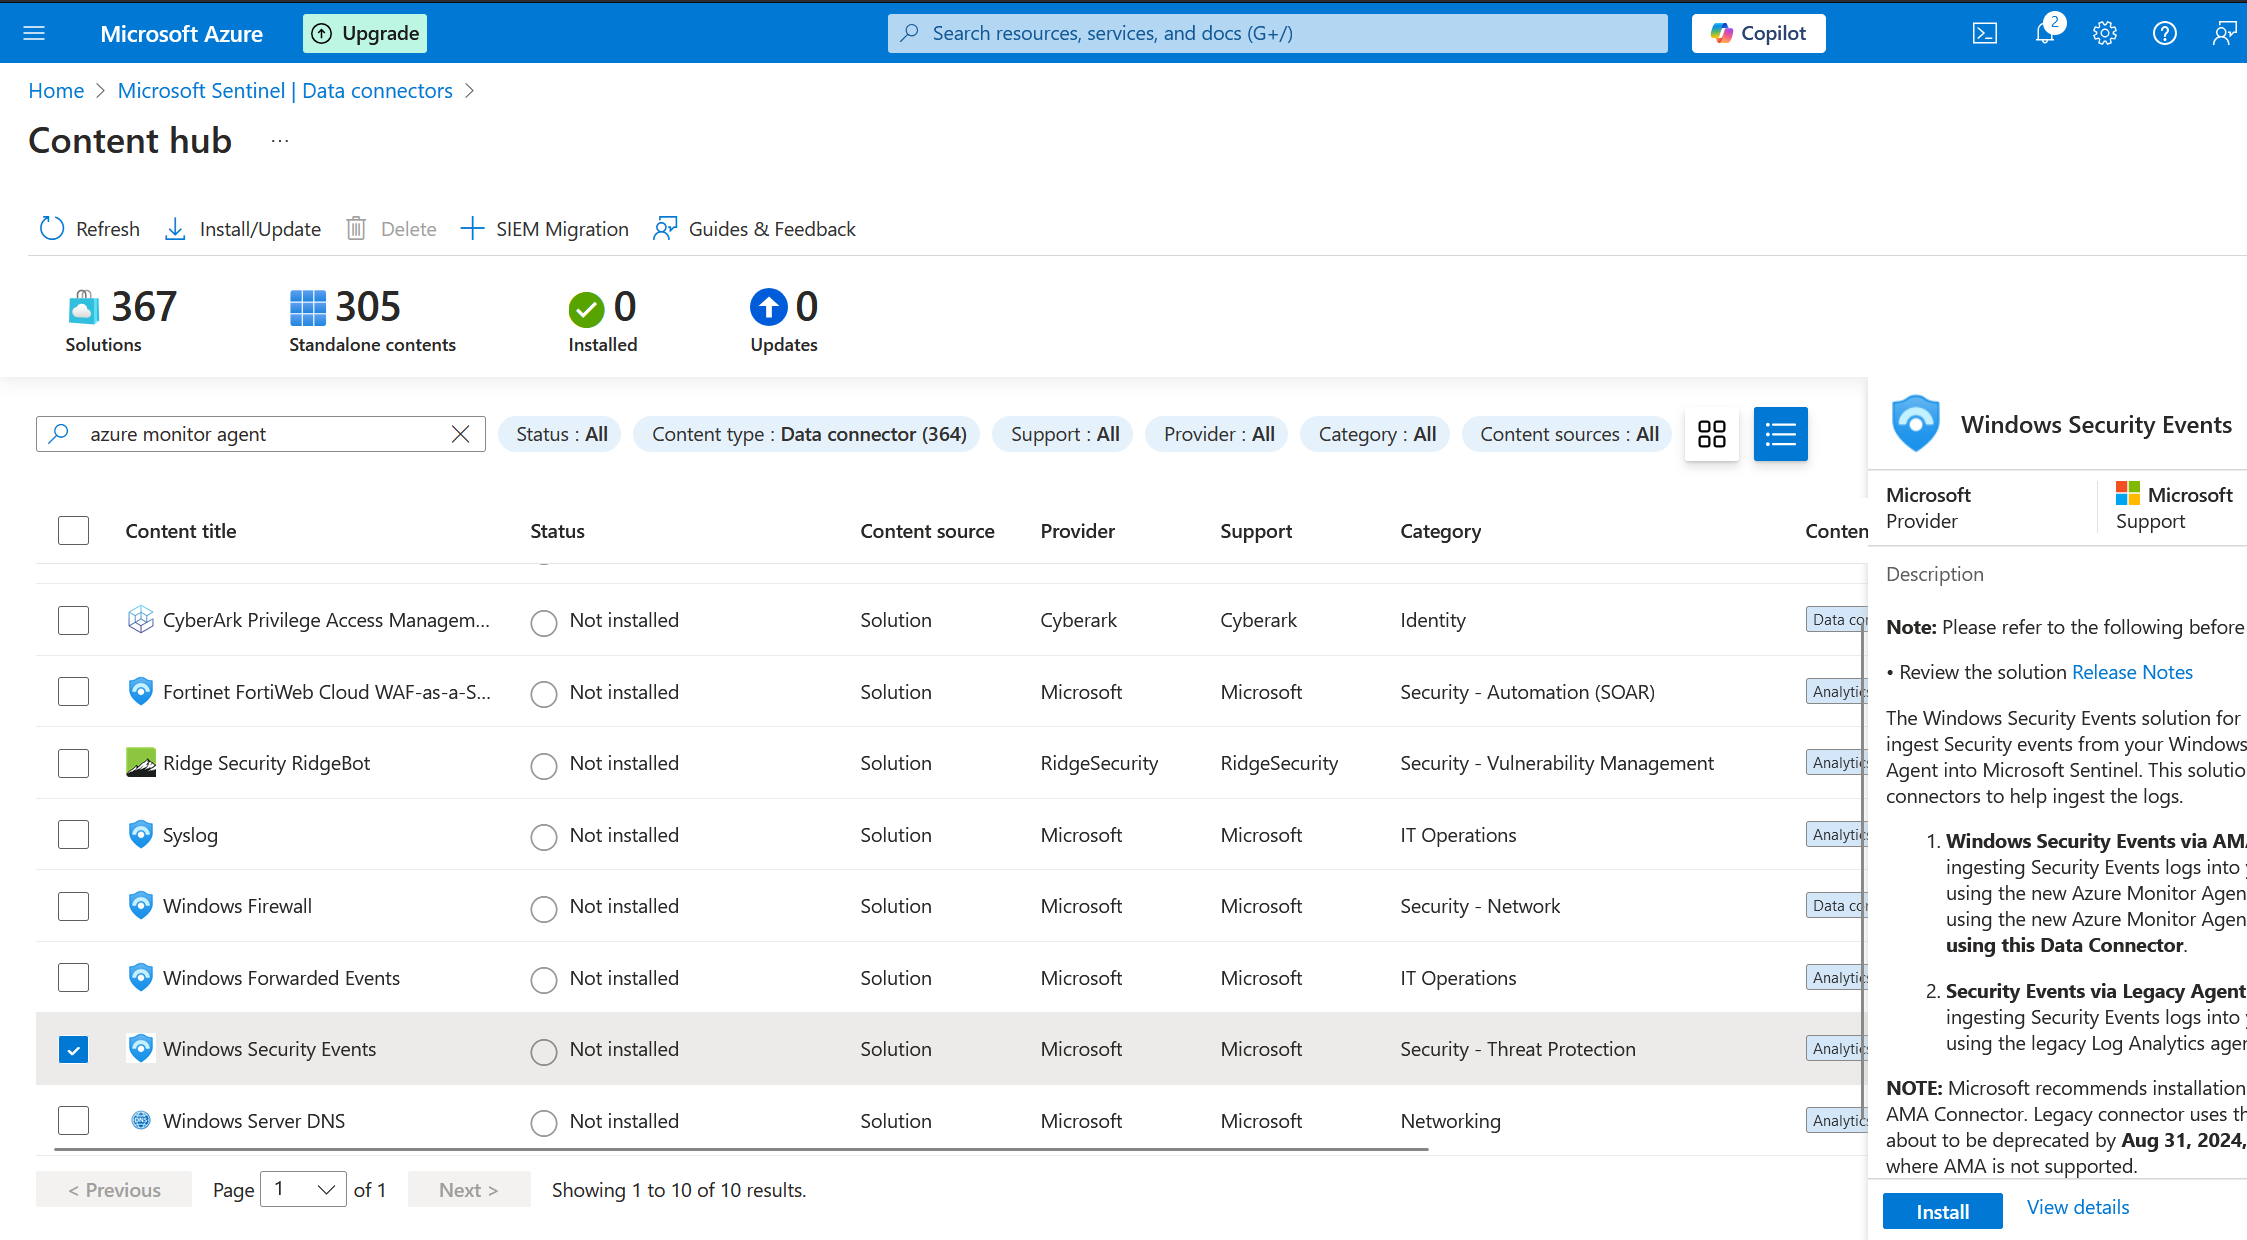 Microsoft Azure
Upgrade
Search resources, services, and docs (G+/)
Copilot
2
Home > Microsoft Sentinel | Data connectors >
Content hub ...
Refresh
Install/Update
Delete
SIEM Migration
Guides & Feedback
367
Solutions
305
Standalone contents
0
Installed
0
Updates
azure monitor agent
Status : All
Content type : Data connector (364)
Support : All
Provider : All
Category : All
Content sources : All
Content title Status Content source Provider Support Category Conten
CyberArk Privilege Access Managem... Not installed Solution Cyberark Cyberark Identity Data co
Fortinet FortiWeb Cloud WAF-as-a-S... Not installed Solution Microsoft Microsoft Security - Automation (SOAR) Analytic
Ridge Security RidgeBot Not installed Solution RidgeSecurity RidgeSecurity Security - Vulnerability Management Analytic
Syslog Not installed Solution Microsoft Microsoft IT Operations Analytic
Windows Firewall Not installed Solution Microsoft Microsoft Security - Network Data co
Windows Forwarded Events Not installed Solution Microsoft Microsoft IT Operations Analytic
Windows Security Events Not installed Solution Microsoft Microsoft Security - Threat Protection Analytic
DNS Windows Server DNS Not installed Solution Microsoft Microsoft Networking Analytic
< Previous Page 1 of 1 Next > Showing 1 to 10 of 10 results.
Windows Security Events
Microsoft
Provider
Microsoft
Support
Description
Note: Please refer to the following before
• Review the solution Release Notes
The Windows Security Events solution for
ingest Security events from your Windows
Agent into Microsoft Sentinel. This solutio
connectors to help ingest the logs.
1. Windows Security Events via AMA
ingesting Security Events logs into
using the new Azure Monitor Agen
using the new Azure Monitor Agen
using this Data Connector.
2. Security Events via Legacy Agent
ingesting Security Events logs into
using the legacy Log Analytics age
NOTE: Microsoft recommends installation
AMA Connector. Legacy connector uses th
about to be deprecated by Aug 31, 2024,
where AMA is not supported.
Install
View details